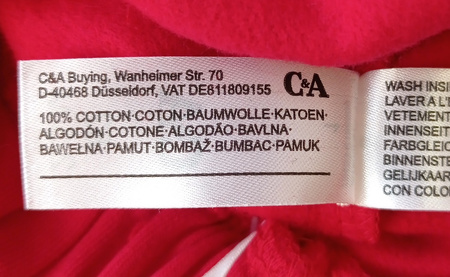 C&A Buying, Wanheimer Str. 70
D-40468 Düsseldorf, VAT DE811809155
C&A
100% COTTON·COTON·BAUMWOLLE·KATOEN·
ALGODÓN·COTONE·ALGODÃO·BAVLNA·
BAWEŁNA·PAMUT·BOMBAŽ·BUMBAC·PAMUK
WASH INSI
LAVER A L'I
VETEMENT
INNENSEIT
FARBGLEIC
BINNENSTE
GELIJKAAR
CON COLO